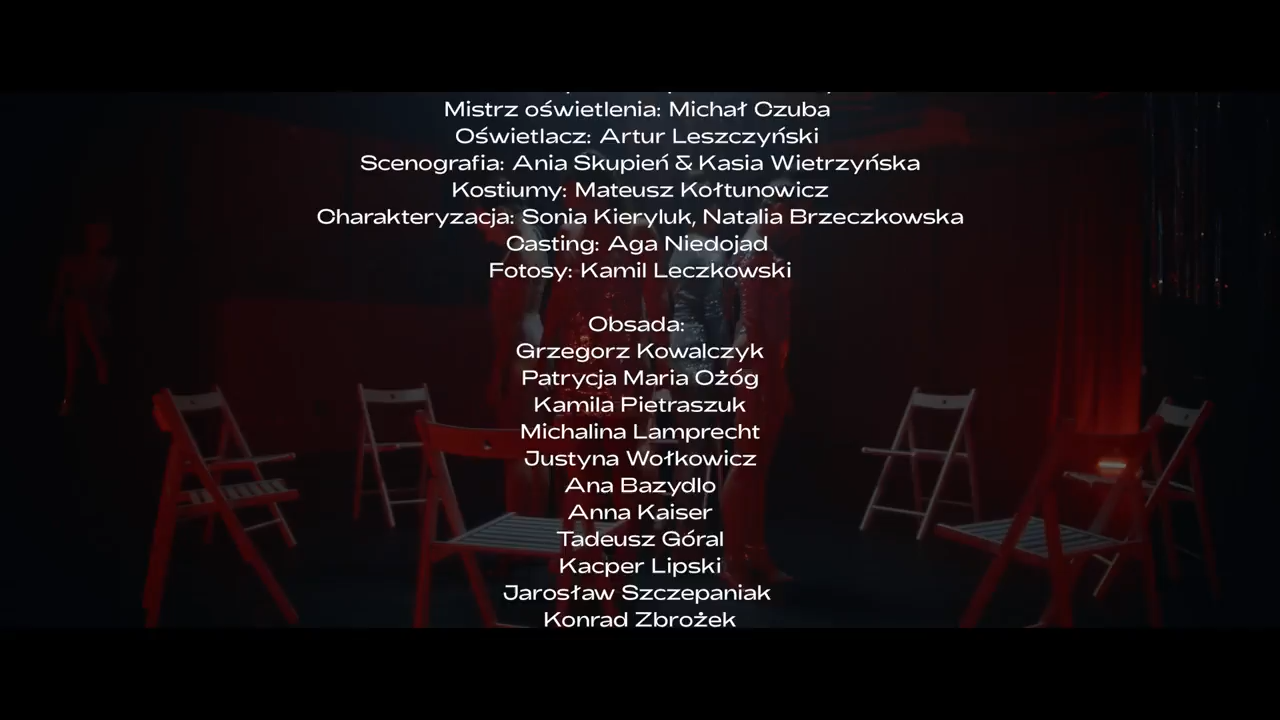 Mistrz oświetlenia: Michał Czuba
Oświetlacz: Artur Leszczyński
Scenografia: Ania Skupień & Kasia Wietrzyńska
Kostiumy: Mateusz Kołtunowicz
Charakteryzacja: Sonia Kieryluk, Natalia Brzeczkowska
Casting: Aga Niedojad
Fotosy: Kamil Leczkowski
Obsada:
Grzegorz Kowalczyk
Patrycja Maria Ożóg
Kamila Pietraszuk
Michalina Lamprecht
Justyna Wołkowicz
Ana Bazydlo
Anna Kaiser
Tadeusz Góral
Kacper Lipski
Jarosław Szczepaniak
Konrad Zbrożek